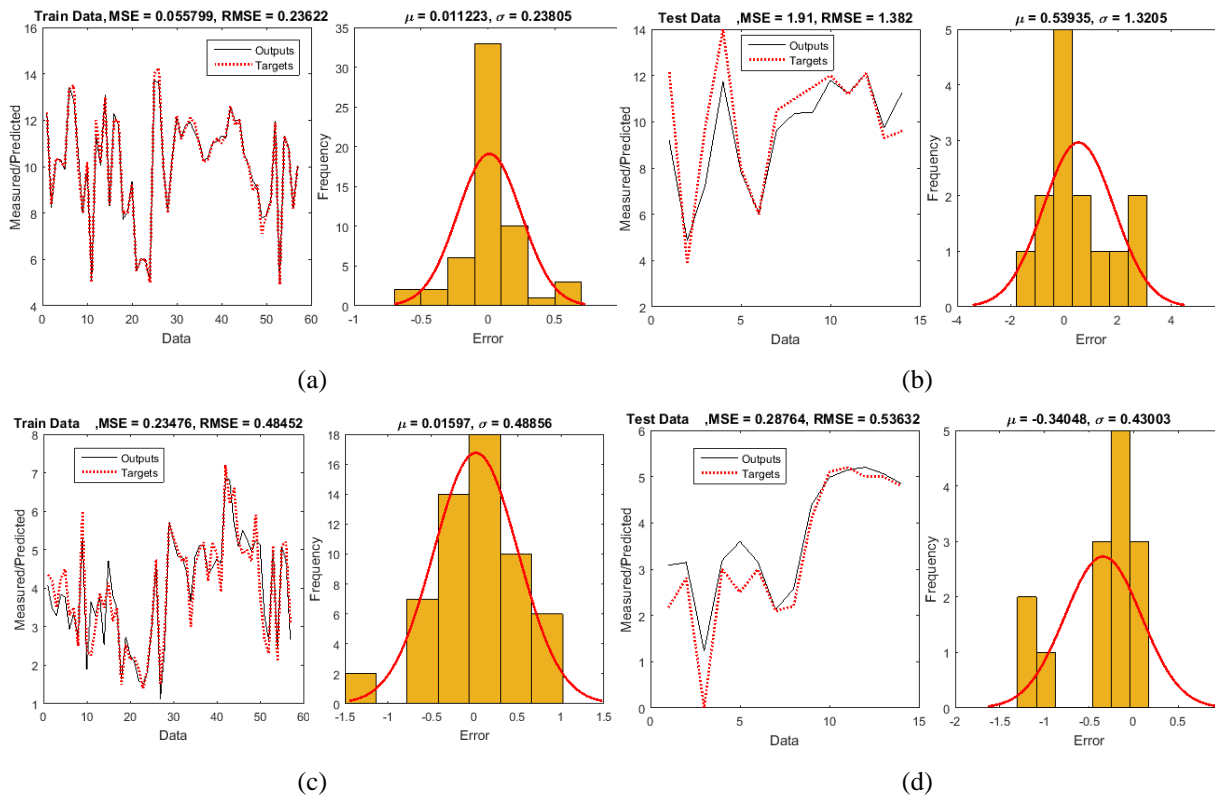 Train Data, MSE = 0.055799, RMSE = 0.23622
16
14
12
10
8
6
4
0
10
20
30
40
50
60
Measured/Predicted
Data
Outputs
Targets
μ = 0.011223, σ = 0.23805
35
30
25
20
15
10
5
0
-1
-0.5
0
0.5
Frequency
Error
(a)
Test Data ,MSE = 1.91, RMSE = 1.382
14
12
10
8
6
4
2
0
5
10
15
Measured/Predicted
Data
Outputs
Targets
μ = 0.53935, σ = 1.3205
5
4
3
2
1
0
-4
-2
0
2
4
Frequency
Error
(b)
Train Data ,MSE = 0.23476, RMSE = 0.48452
8
7
6
5
4
3
2
1
0
10
20
30
40
50
60
Measured/Predicted
Data
Outputs
Targets
μ = 0.01597, σ = 0.48856
18
16
14
12
10
8
6
4
2
0
-1.5
-1
-0.5
0
0.5
1
1.5
Frequency
Error
(c)
Test Data ,MSE = 0.28764, RMSE = 0.53632
6
5
4
3
2
1
0
0
5
10
15
Measured/Predicted
Data
Outputs
Targets
μ = -0.34048, σ = 0.43003
5
4
3
2
1
0
-2
-1
-1
0
0.5
Frequency
Error
(d)